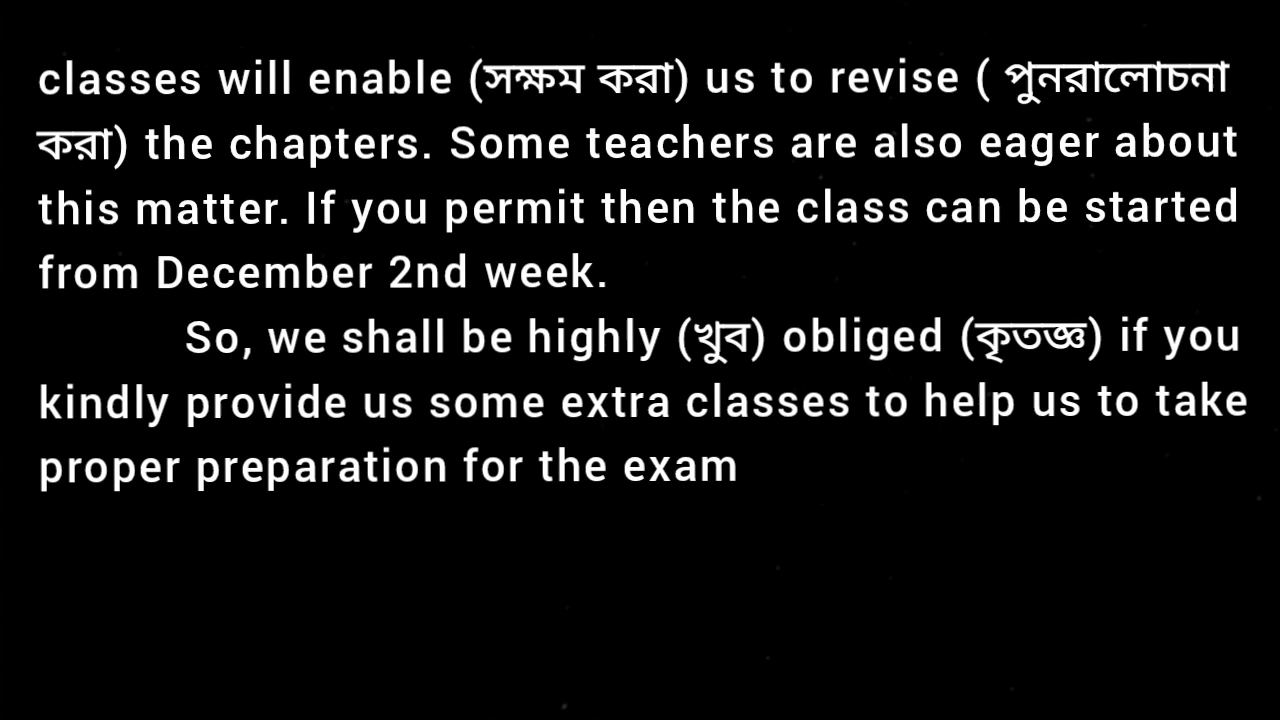 classes will enable (সক্ষম করা) us to revise ( পুনরালোচনা
করা) the chapters. Some teachers are also eager about
this matter. If you permit then the class can be started
from December 2nd week.
So, we shall be highly (খুব) obliged (কৃতজ্ঞ) if you
kindly provide us some extra classes to help us to take
proper preparation for the exam